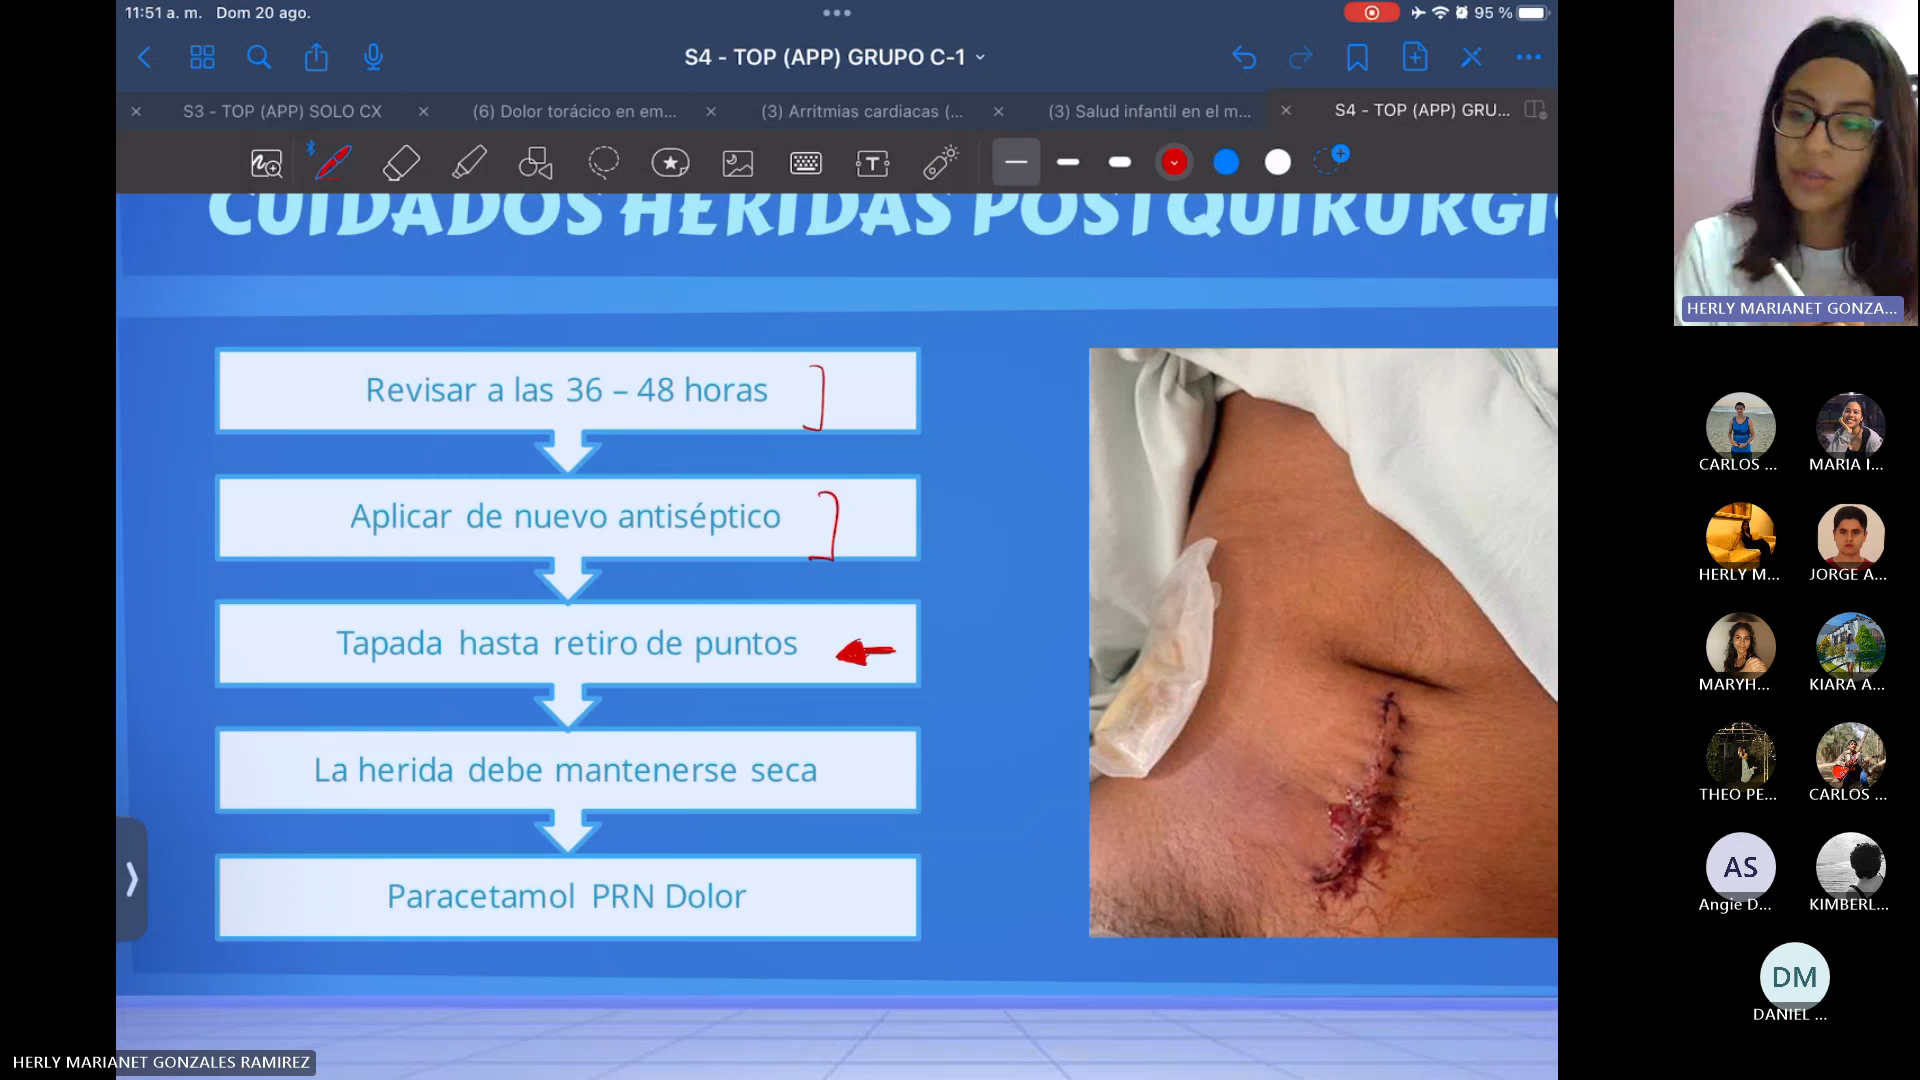 11:51 a. m. Dom 20 ago.
95 %
S4 - TOP (APP) GRUPO C-1
S3 - TOP (APP) SOLO CX
(6) Dolor torácico en em...
(3) Arritmias cardiacas (...
(3) Salud infantil en el m...
S4 - TOP (APP) GRU...
T
CUIDADOS HERIDAS POSTQUIRURGI
Revisar a las 36 – 48 horas
Aplicar de nuevo antiséptico
Tapada hasta retiro de puntos
La herida debe mantenerse seca
Paracetamol PRN Dolor
HERLY MARIANET GONZA...
CARLOS ...
MARIA I...
HERLY M...
JORGE A...
MARYH...
KIARA A...
THEO PE...
CARLOS ...
AS
Angie D...
KIMBERL...
DM
DANIEL ...
HERLY MARIANET GONZALES RAMIREZ